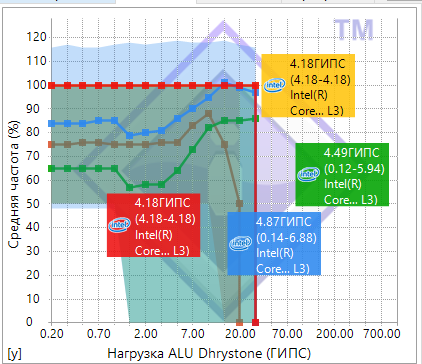 TM
120
110
100
90
80
70
60
50
40
30
20
10
0
Средняя частота (%)
4.18ГИПС
(4.18-4.18)
Intel(R)
Core... L3)
intel
4.49ГИПС
(0.12-5.94)
Intel(R)
Core... L3)
intel
4.18ГИПС
(4.18-4.18)
Intel(R)
Core... L3)
intel
4.87ГИПС
(0.14-6.88)
Intel(R)
Core... L3)
intel
0.20 0.70 2.00 7.00 20.00 70.00 200.00 700.00
[y] Нагрузка ALU Dhrystone (ГИПС)